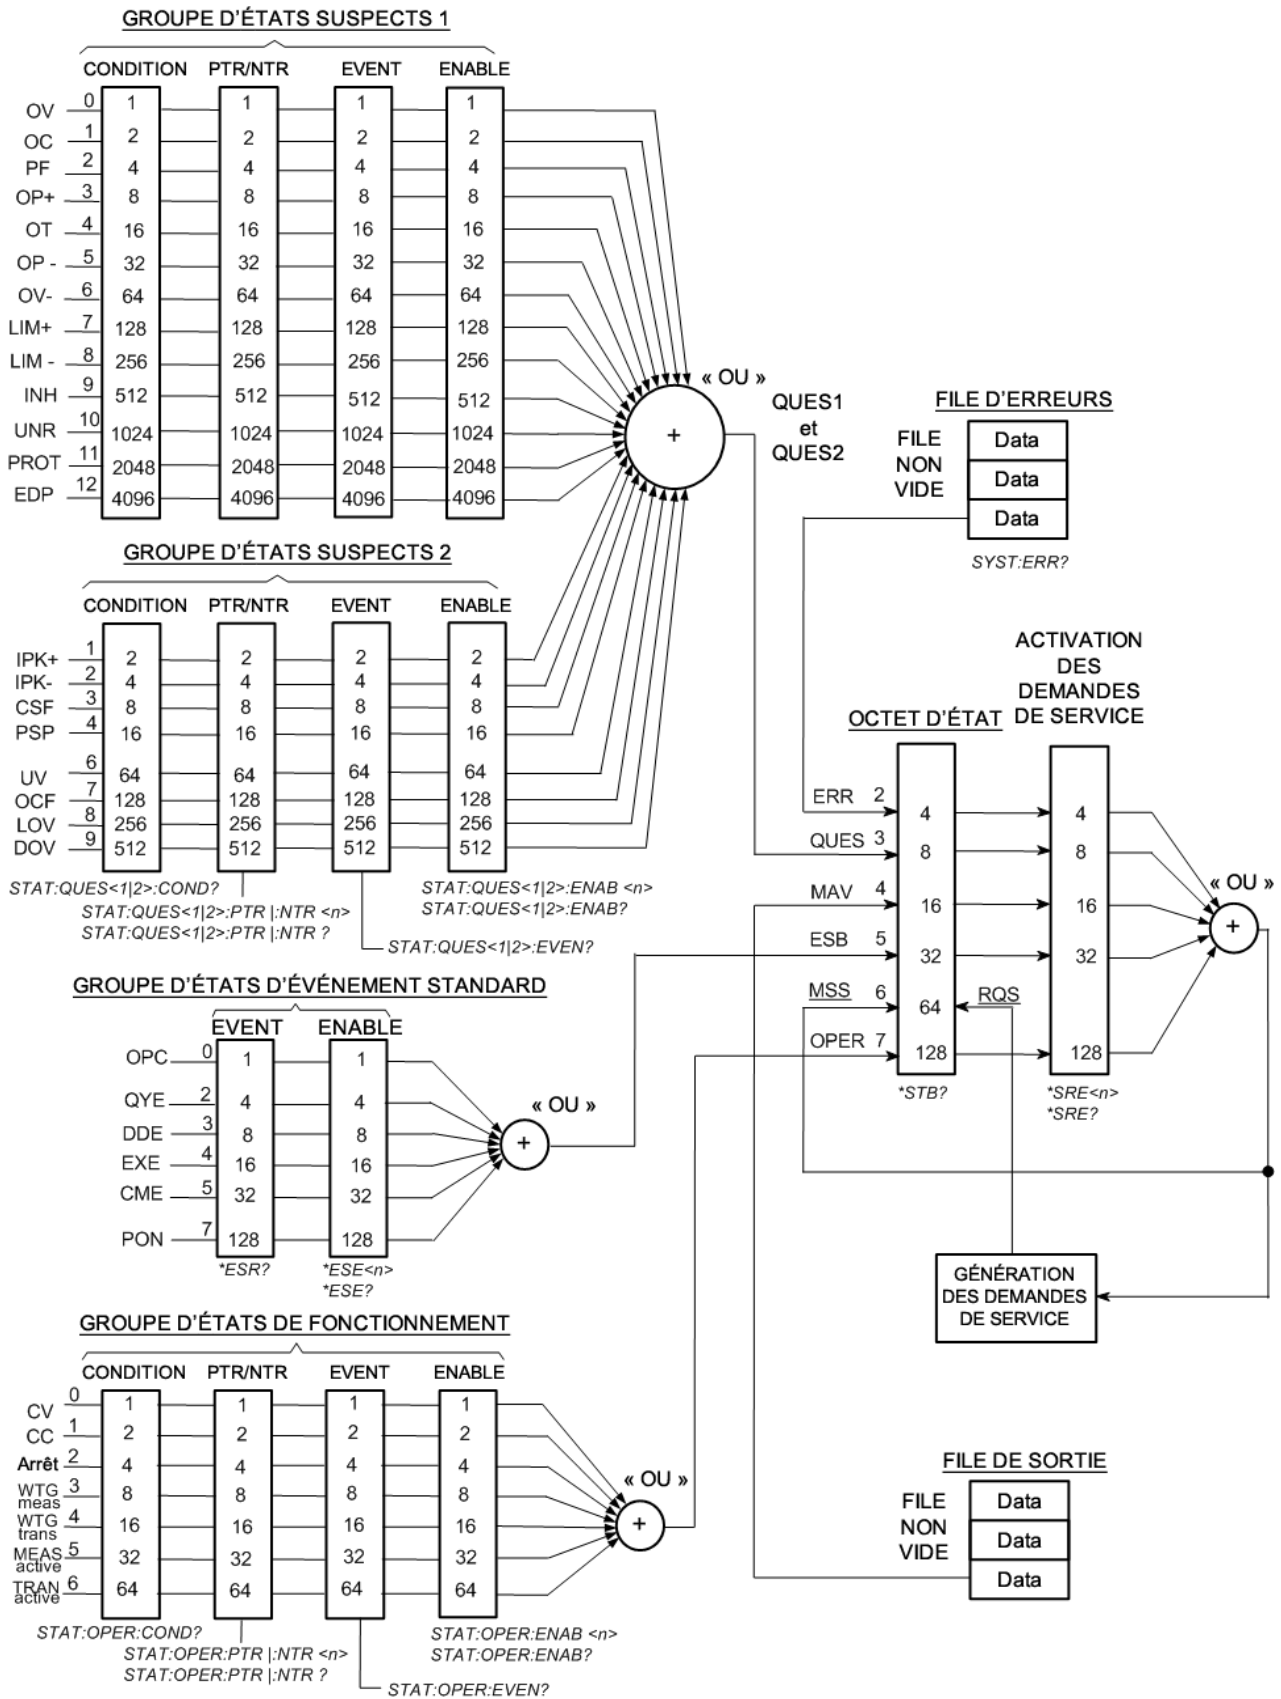 GROUPE D'ÉTATS SUSPECTS 1
CONDITION PTR/NTR EVENT ENABLE
OV 0 1 1 1 1
OC 1 2 2 2 2
PF 2 4 4 4 4
OP+ 3 8 8 8 8
OT 4 16 16 16 16
OP - 5 32 32 32 32
OV- 6 64 64 64 64
LIM+ 7 128 128 128 128
LIM - 8 256 256 256 256
INH 9 512 512 512 512
UNR 10 1024 1024 1024 1024
PROT 11 2048 2048 2048 2048
EDP 12 4096 4096 4096 4096
« OU »
+
QUES1
et
QUES2
FILE D'ERREURS
FILE
NON
VIDE
Data
Data
Data
SYST:ERR?
GROUPE D'ÉTATS SUSPECTS 2
CONDITION PTR/NTR EVENT ENABLE
IPK+ 1 2 2 2 2
IPK- 2 4 4 4 4
CSF 3 8 8 8 8
PSP 4 16 16 16 16
UV 6 64 64 64 64
OCF 7 128 128 128 128
LOV 8 256 256 256 256
DOV 9 512 512 512 512
STAT:QUES<1|2>:COND?
STAT:QUES<1|2>:PTR |:NTR <n>
STAT:QUES<1|2>:PTR |:NTR ?
STAT:QUES<1|2>:ENAB <n>
STAT:QUES<1|2>:ENAB?
STAT:QUES<1|2>:EVEN?
OCTET D'ÉTAT
ACTIVATION
DES
DEMANDES
DE SERVICE
ERR 2 4 4
QUES 3 8 8
MAV 4 16 16
ESB 5 32 32
MSS 6 64 RQS
OPER 7 128 128
*STB?
*SRE<n>
*SRE?
« OU »
+
GÉNÉRATION
DES DEMANDES
DE SERVICE
GROUPE D'ÉTATS D'ÉVÉNEMENT STANDARD
EVENT ENABLE
OPC 0 1 1
QYE 2 4 4
DDE 3 8 8
EXE 4 16 16
CME 5 32 32
PON 7 128 128
*ESR?
*ESE<n>
*ESE?
« OU »
+
GROUPE D'ÉTATS DE FONCTIONNEMENT
CONDITION PTR/NTR EVENT ENABLE
CV 0 1 1 1 1
CC 1 2 2 2 2
Arrêt 2 4 4 4 4
WTG meas 3 8 8 8 8
WTG trans 4 16 16 16 16
MEAS active 5 32 32 32 32
TRAN active 6 64 64 64 64
STAT:OPER:COND?
STAT:OPER:PTR |:NTR <n>
STAT:OPER:PTR |:NTR ?
STAT:OPER:ENAB <n>
STAT:OPER:ENAB?
STAT:OPER:EVEN?
« OU »
+
FILE DE SORTIE
FILE
NON
VIDE
Data
Data
Data